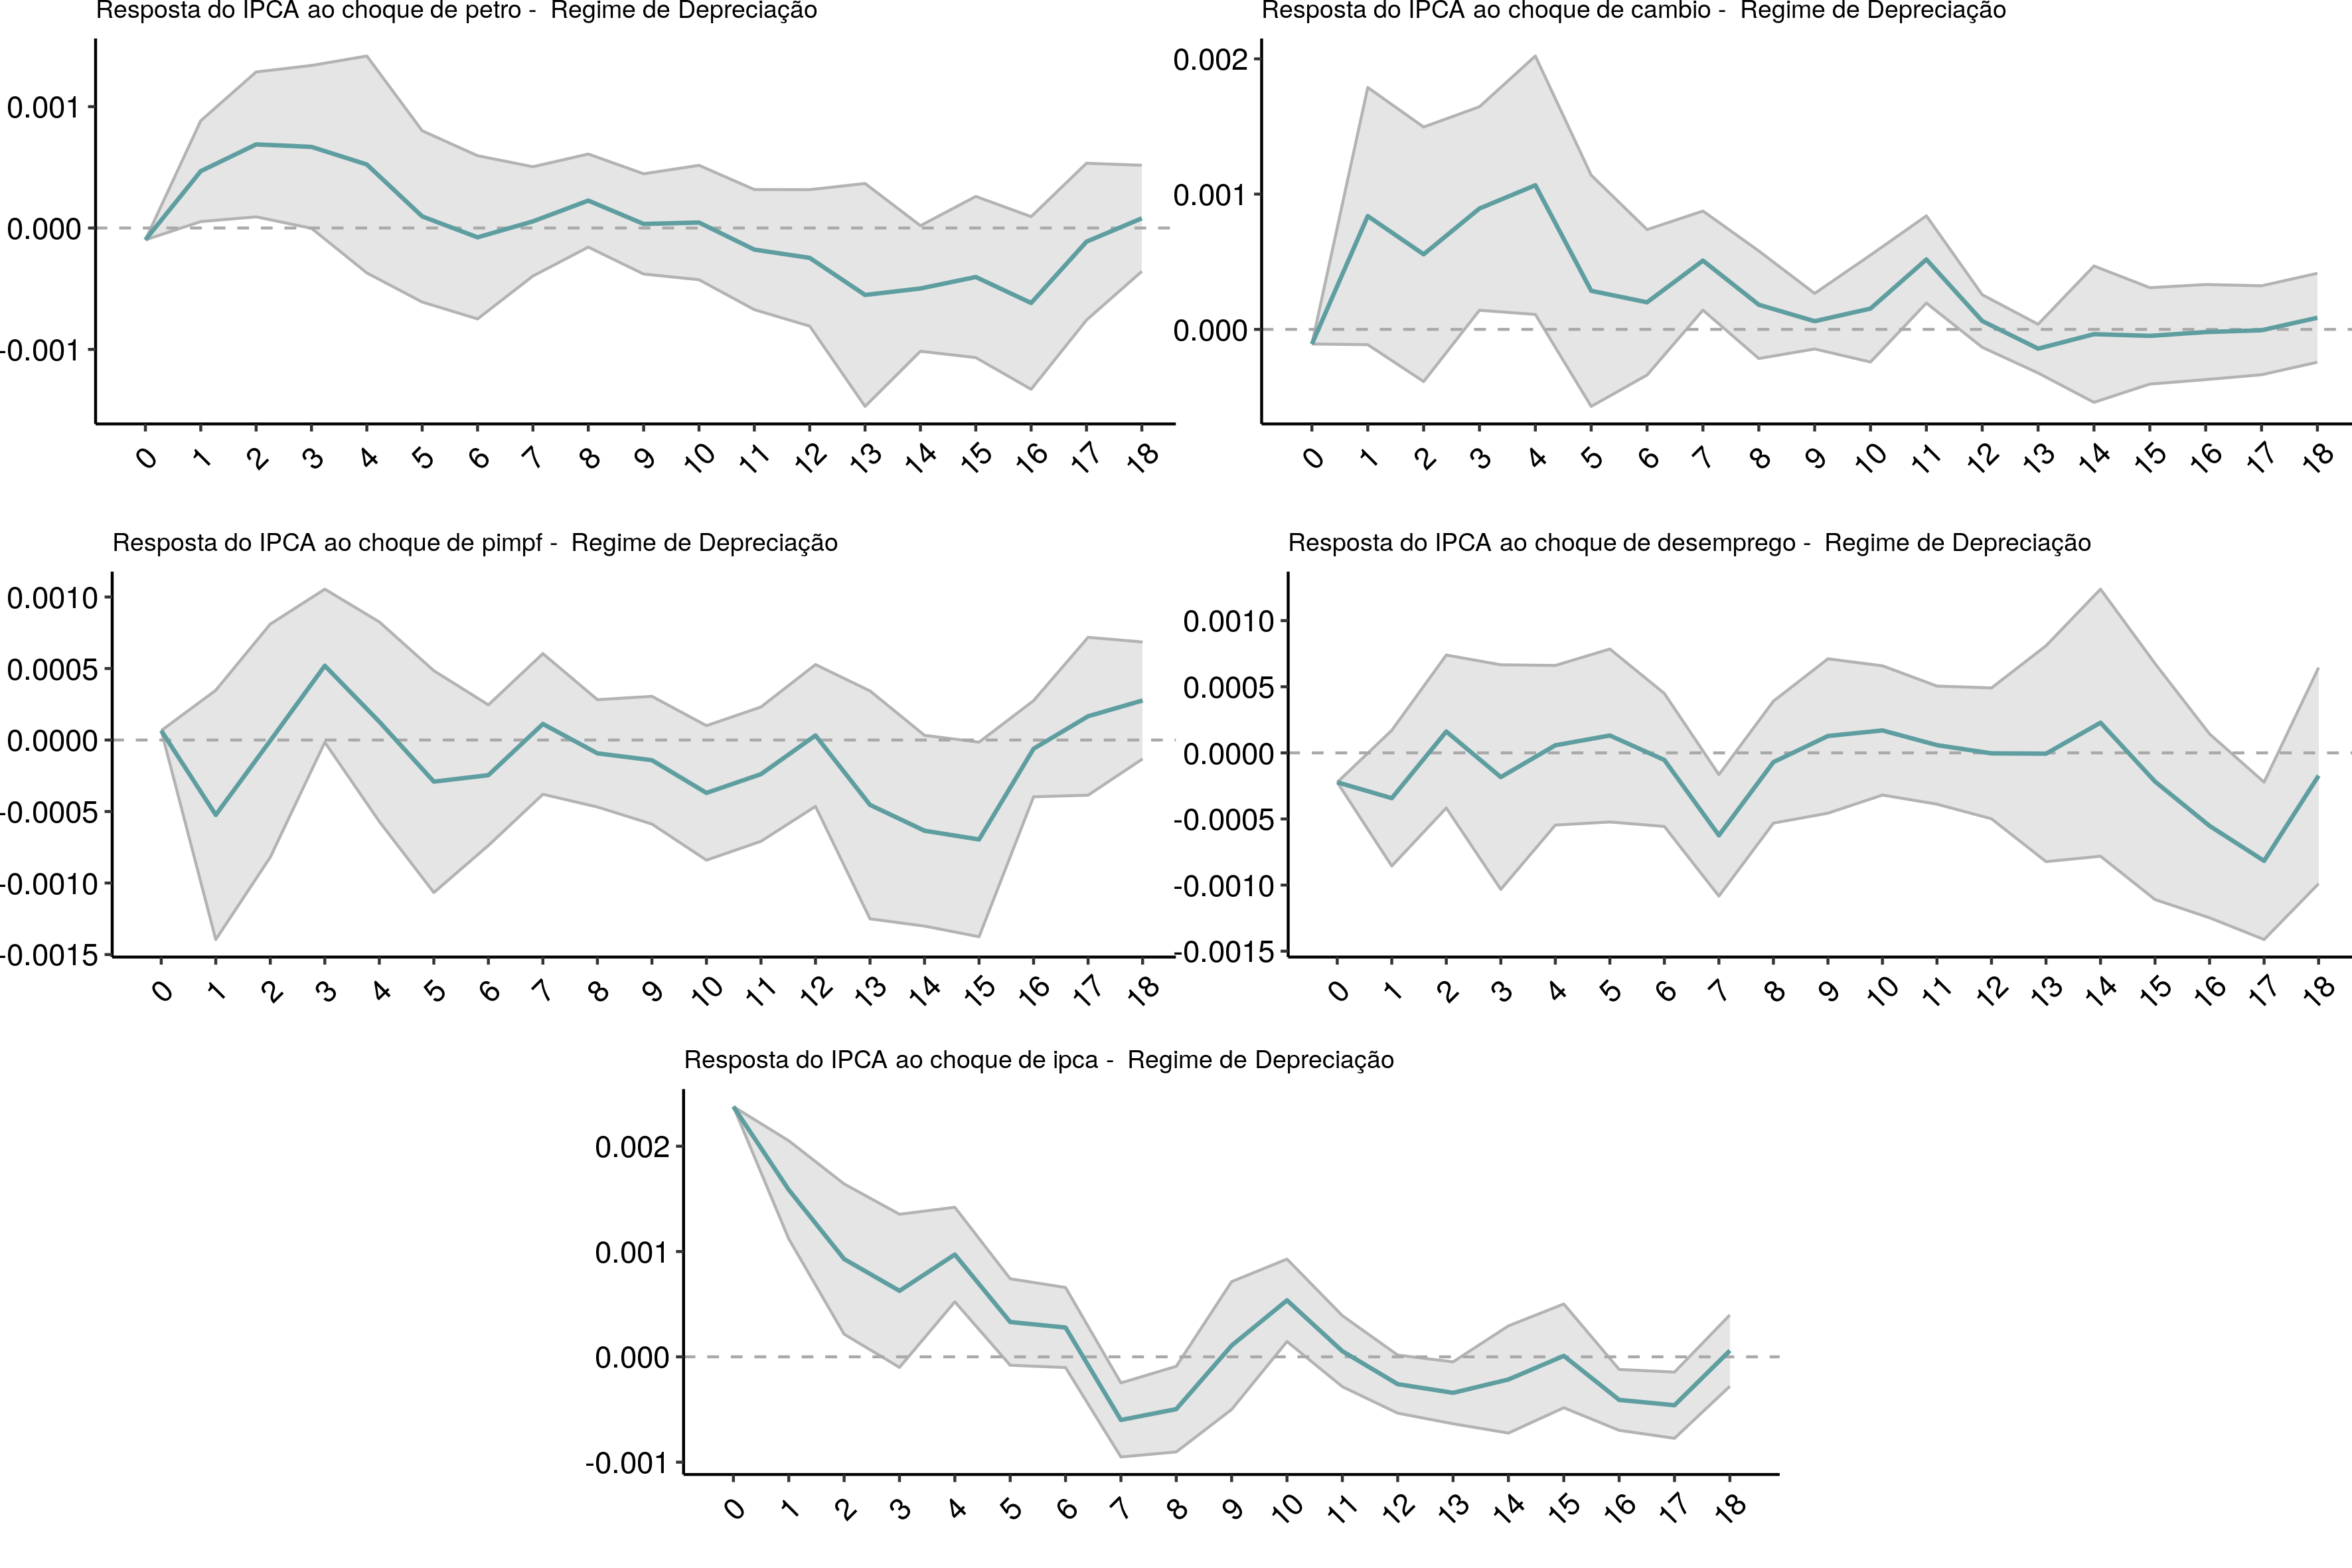 Resposta do IPCA ao choque de petro - Regime de Depreciação
0.001
0.000
-0.001
0 1 2 3 4 5 6 7 8 9 10 11 12 13 14 15 16 17 18
Resposta do IPCA ao choque de cambio - Regime de Depreciação
0.002
0.001
0.000
0 1 2 3 4 5 6 7 8 9 10 11 12 13 14 15 16 17 18
Resposta do IPCA ao choque de pimpf - Regime de Depreciação
0.0010
0.0005
0.0000
-0.0005
-0.0010
-0.0015
0 1 2 3 4 5 6 7 8 9 10 11 12 13 14 15 16 17 18
Resposta do IPCA ao choque de desemprego - Regime de Depreciação
0.0010
0.0005
0.0000
-0.0005
-0.0010
-0.0015
0 1 2 3 4 5 6 7 8 9 10 11 12 13 14 15 16 17 18
Resposta do IPCA ao choque de ipca - Regime de Depreciação
0.002
0.001
0.000
-0.001
0 1 2 3 4 5 6 7 8 9 10 11 12 13 14 15 16 17 18